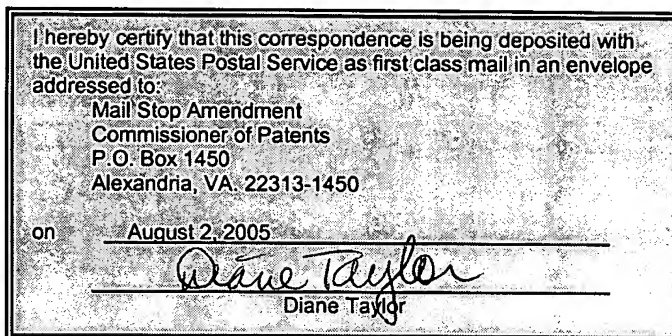 I hereby certify that this correspondence is being deposited with
the United States Postal Service as first class mail in an envelope
addressed to:
Mail Stop Amendment
Commissioner of Patents
P.O. Box 1450
Alexandria, VA. 22313-1450
on August 2, 2005
Diane Taylor
Diane Taylor